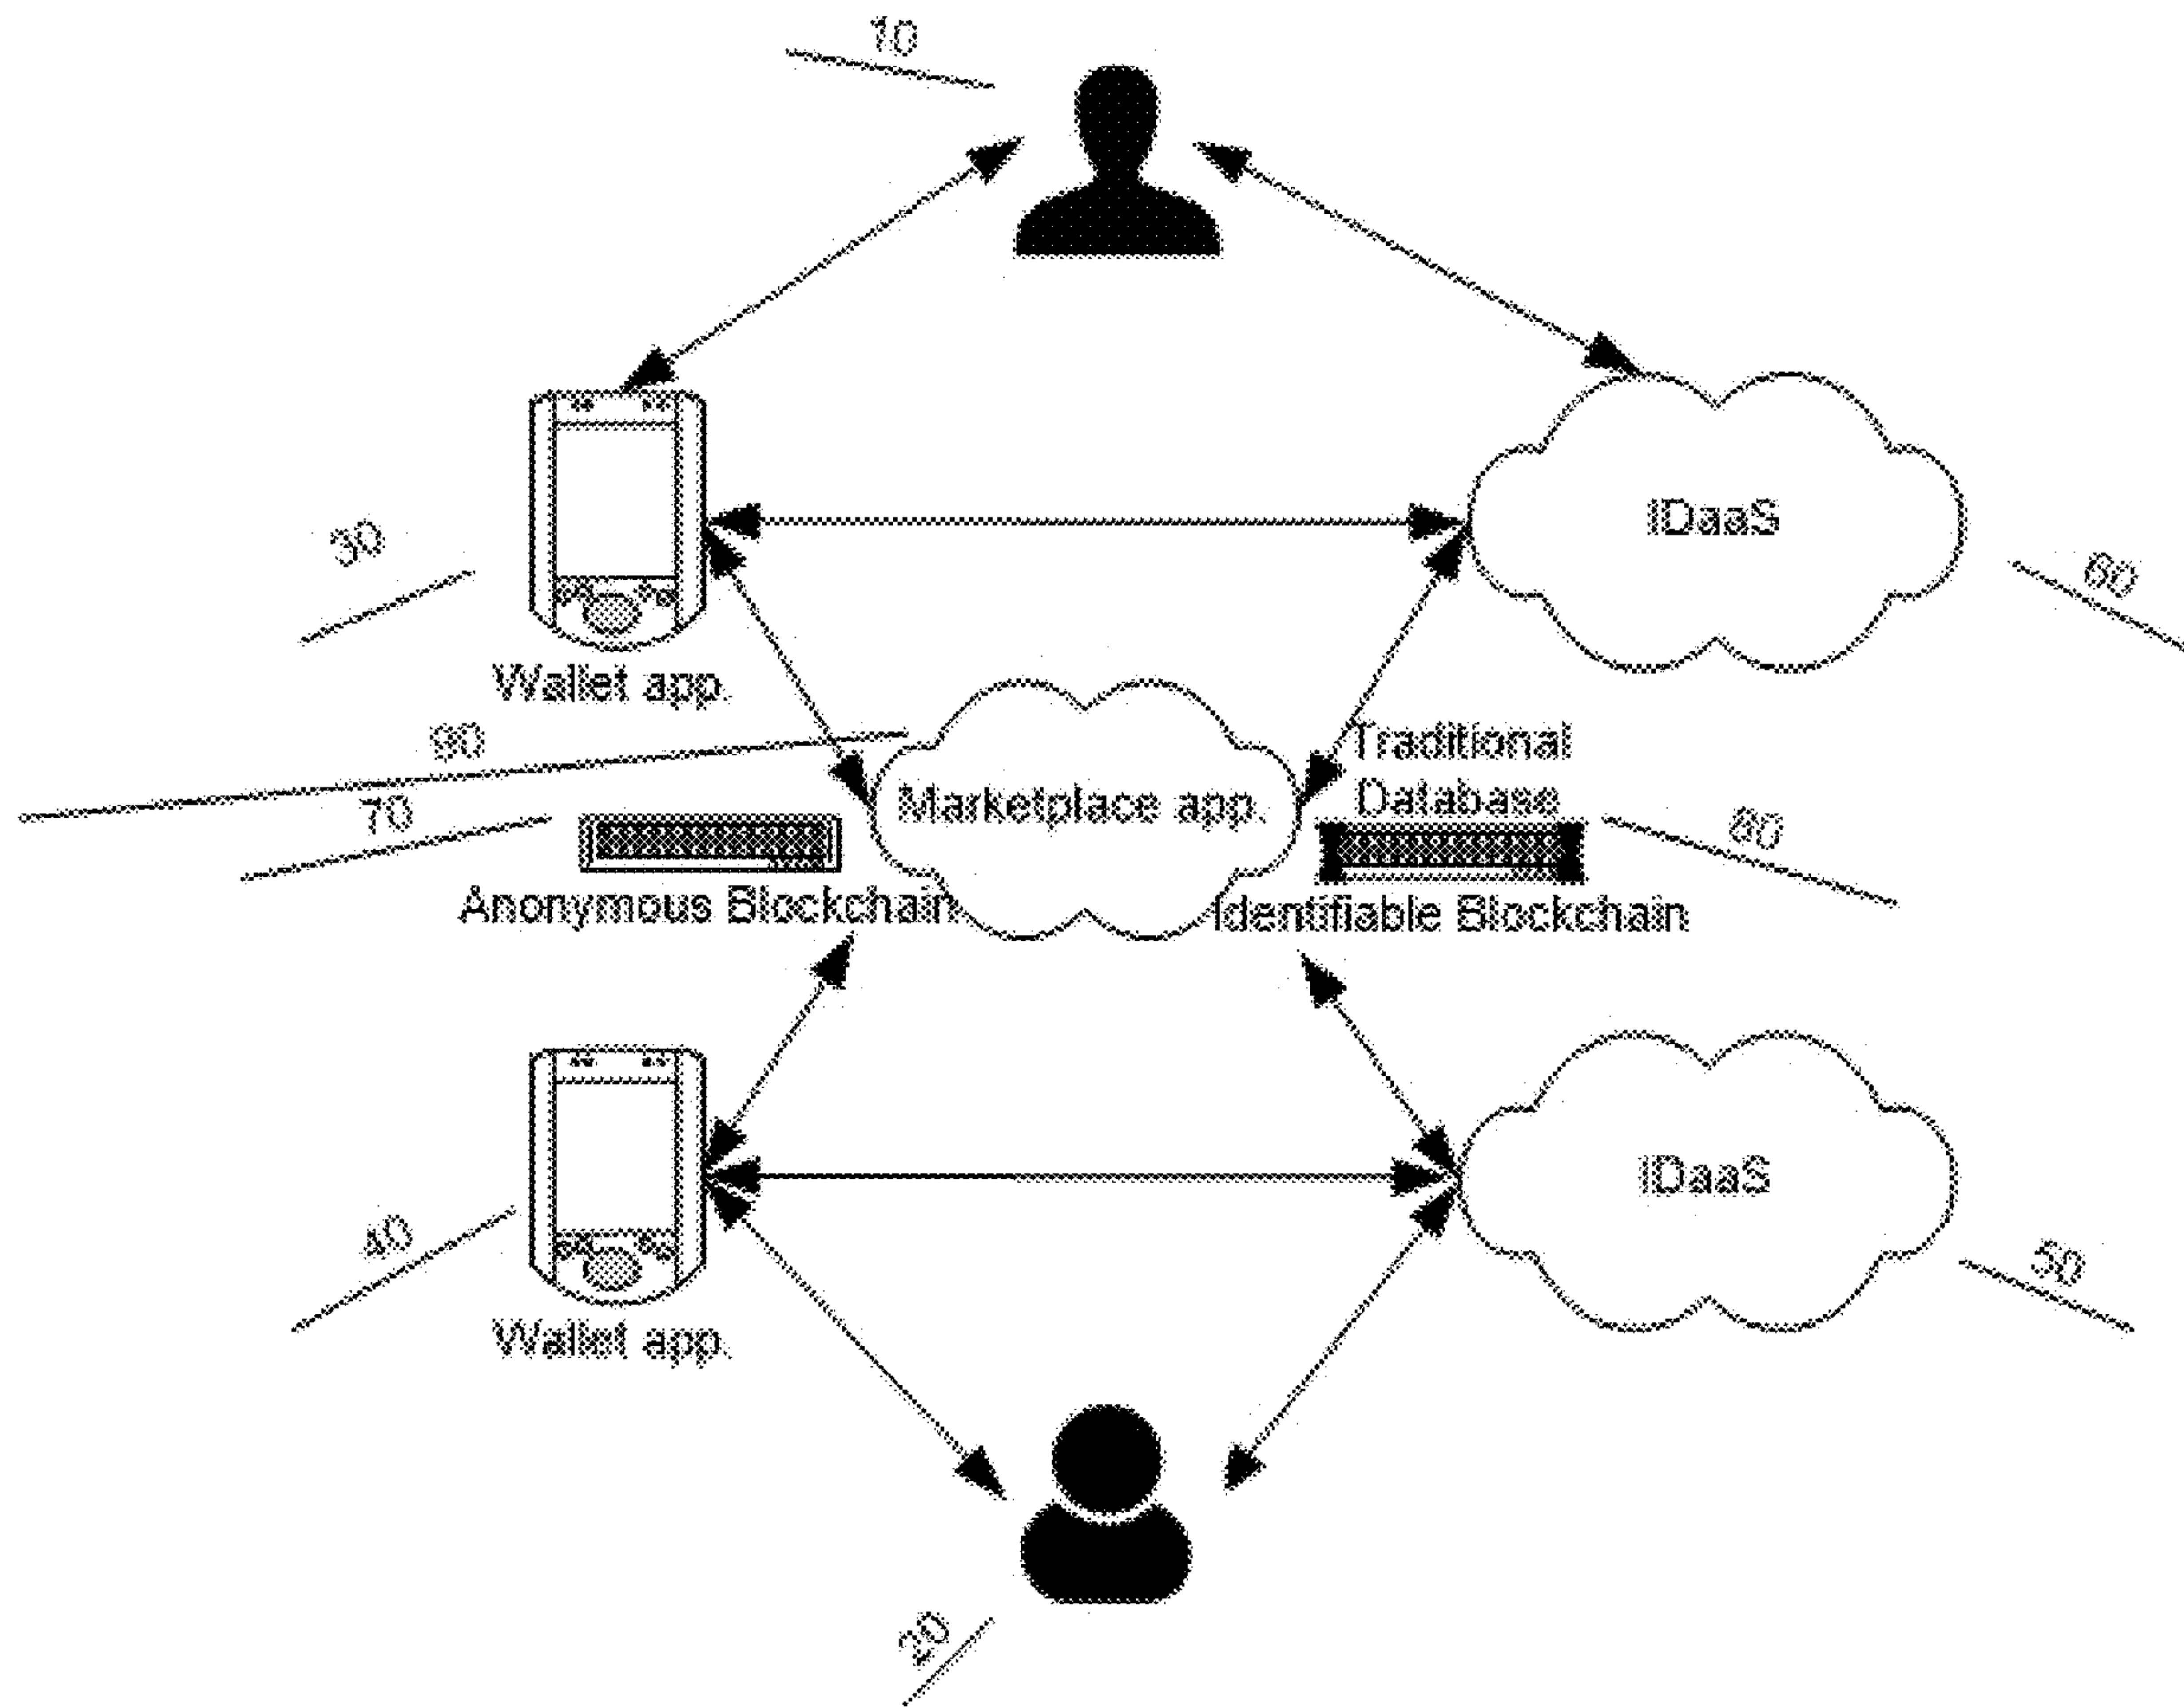 10
30
IDaaS
60
Wallet app.
90
Traditional
Database
70
Marketplace app.
80
Anonymous Blockchain
Identifiable Blockchain
40
IDaaS
50
Wallet app.
20